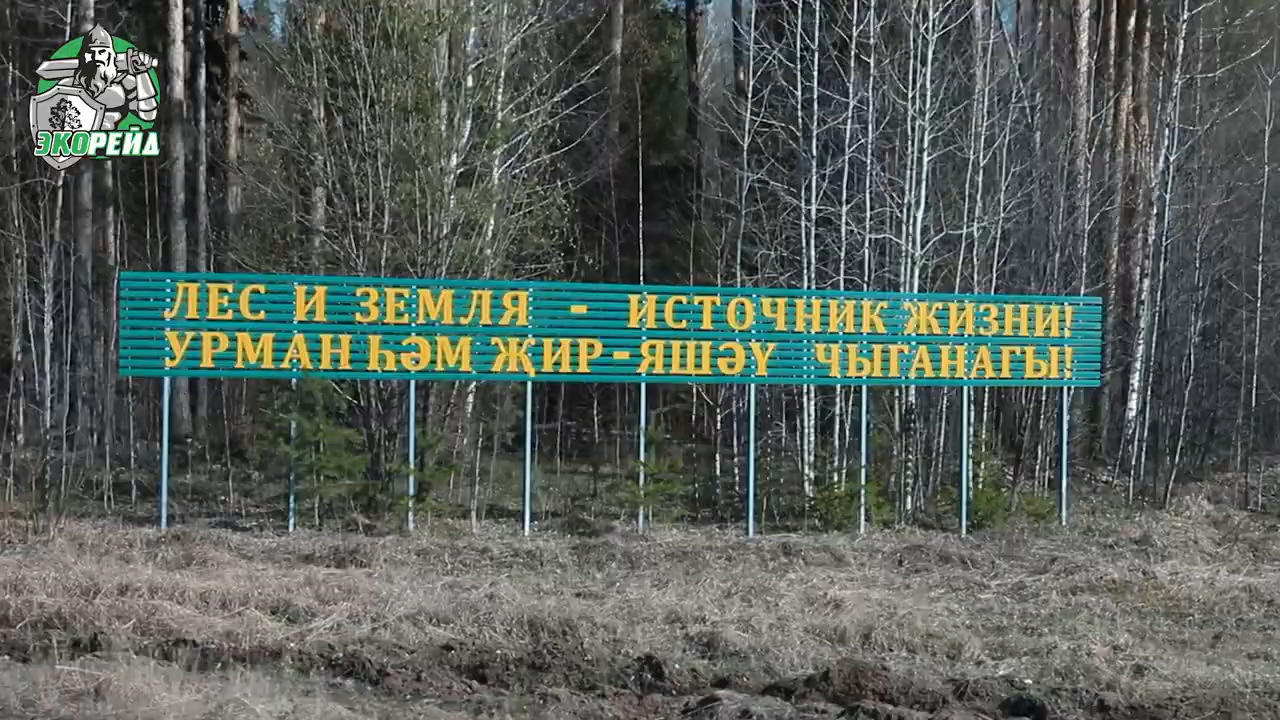 ЭКОРЕЙД
ЛЕС И ЗЕМЛЯ - ИСТОЧНИК ЖИЗНИ!
УРМАН ҺӘМ ҖИР-ЯШӘҮ ЧЫГАНАГЫ!